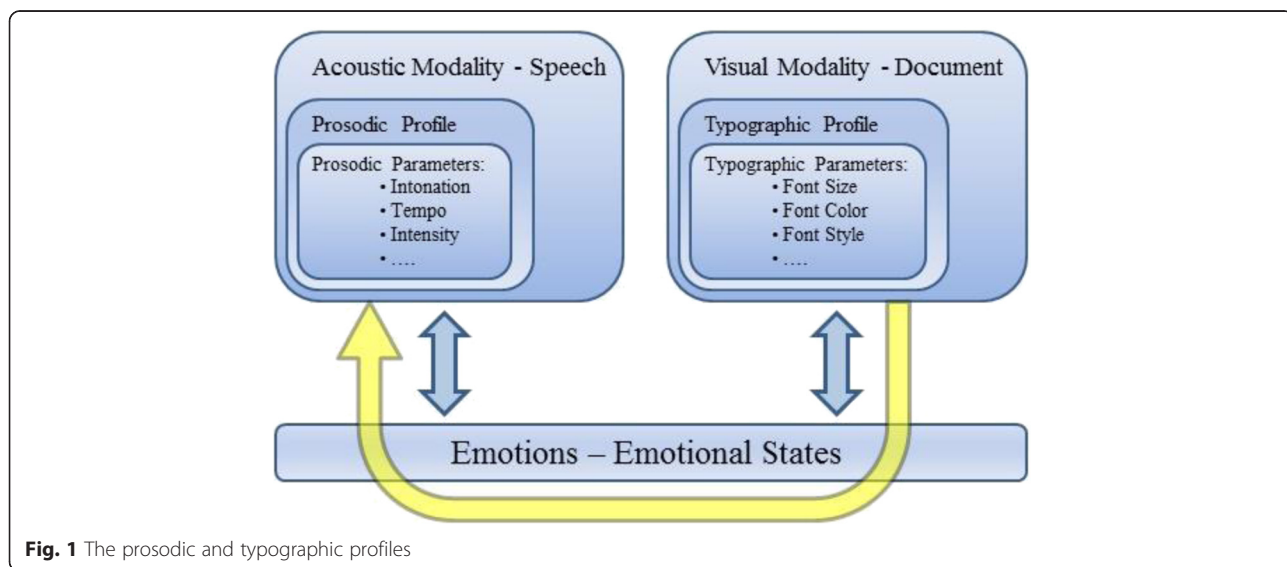 Acoustic Modality - Speech
Prosodic Profile
Prosodic Parameters:
• Intonation
• Tempo
• Intensity
• ....
Visual Modality - Document
Typographic Profile
Typographic Parameters:
• Font Size
• Font Color
• Font Style
• ....
Emotions – Emotional States
Fig. 1 The prosodic and typographic profiles